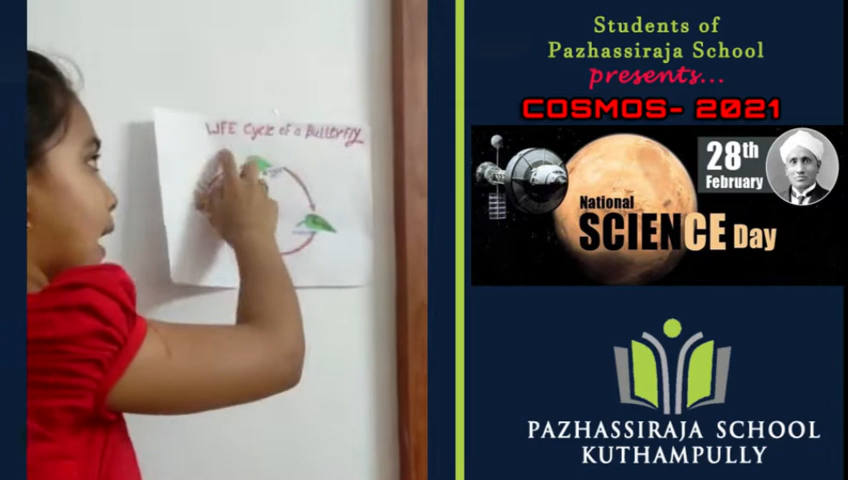 LIFE Cycle of a Butterfly
Students of
Pazhassiraja School
presents...
COSMOS- 2021
28th
February
National
SCIENCE Day
PAZHASSIRAJA SCHOOL
KUTHAMPULLY